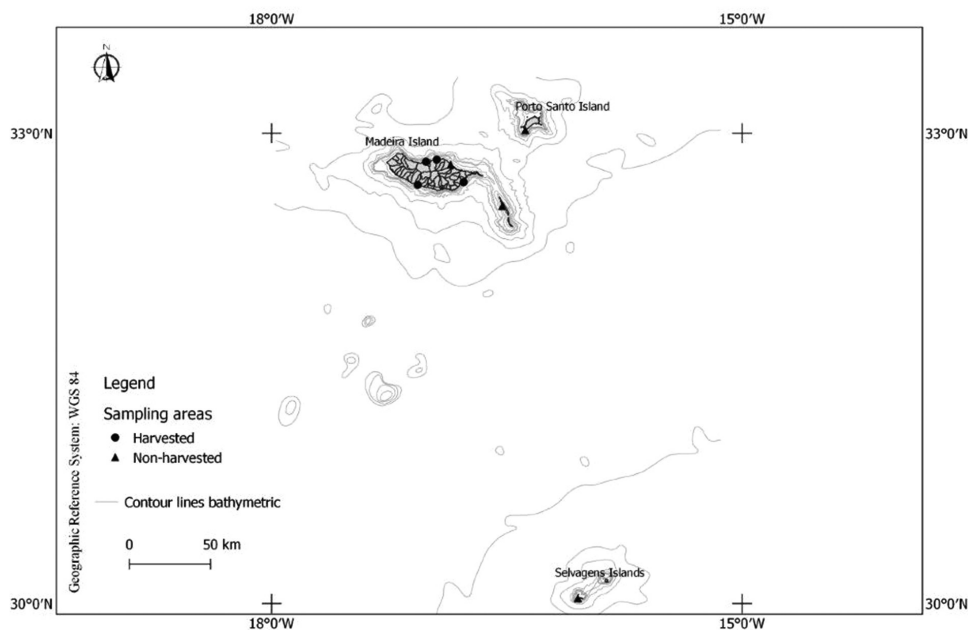 18°0'W 15°0'W
N
Porto Santo Island
33°0'N 33°0'N
Madeira Island
Geographic Reference System: WGS 84
Legend
Sampling areas
Harvested
Non-harvested
Contour lines bathymetric
0 50 km
Selvagens Islands
30°0'N 30°0'N
18°0'W 15°0'W